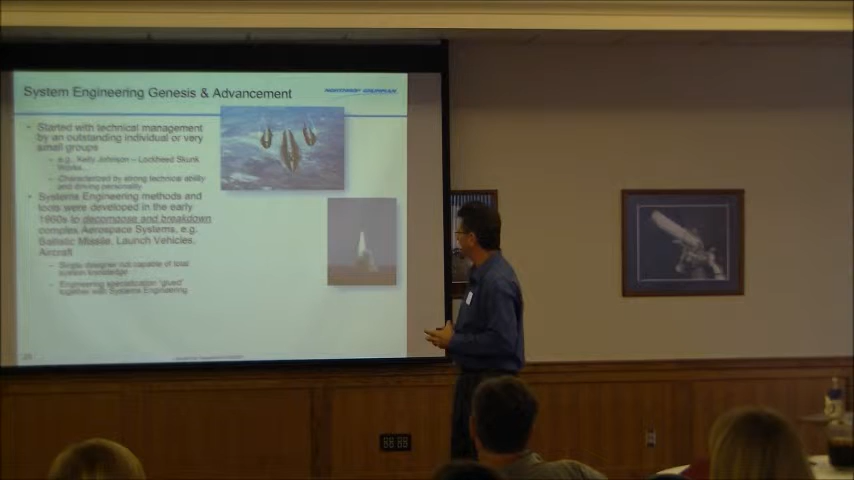 System Engineering Genesis & Advancement
NORTHROP GRUMMAN
• Started with technical management
by an outstanding individual or very
small groups
– e.g., Kelly Johnson – Lockheed Skunk
Works...
– Characterized by strong technical ability
and driving personality
• Systems Engineering methods and
tools were developed in the early
1960s to decompose and breakdown
complex Aerospace Systems, e.g.
Ballistic Missile, Launch Vehicles,
Aircraft
– Single designer not capable of total
system knowledge
– Engineering specialization "glued"
together with Systems Engineering